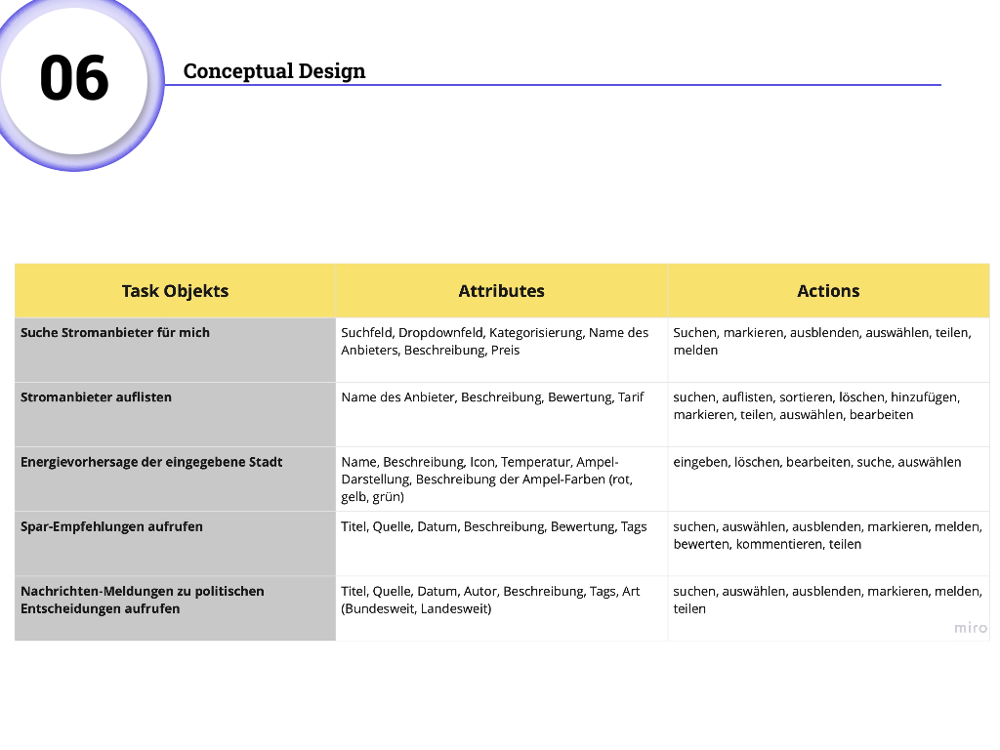 06
Conceptual Design
Task Objekts
Attributes
Actions
Suche Stromanbieter für mich
Suchfeld, Dropdownfeld, Kategorisierung, Name des
Anbieters, Beschreibung, Preis
Suchen, markieren, ausblenden, auswählen, teilen,
melden
Stromanbieter auflisten
Name des Anbieter, Beschreibung, Bewertung, Tarif
suchen, auflisten, sortieren, löschen, hinzufügen,
markieren, teilen, auswählen, bearbeiten
Energievorhersage der eingegebene Stadt
Name, Beschreibung, Icon, Temperatur, Ampel-
Darstellung, Beschreibung der Ampel-Farben (rot,
gelb, grün)
eingeben, löschen, bearbeiten, suche, auswählen
Spar-Empfehlungen aufrufen
Titel, Quelle, Datum, Beschreibung, Bewertung, Tags
suchen, auswählen, ausblenden, markieren, melden,
bewerten, kommentieren, teilen
Nachrichten-Meldungen zu politischen
Entscheidungen aufrufen
Titel, Quelle, Datum, Autor, Beschreibung, Tags, Art
(Bundesweit, Landesweit)
suchen, auswählen, ausblenden, markieren, melden,
teilen
miro